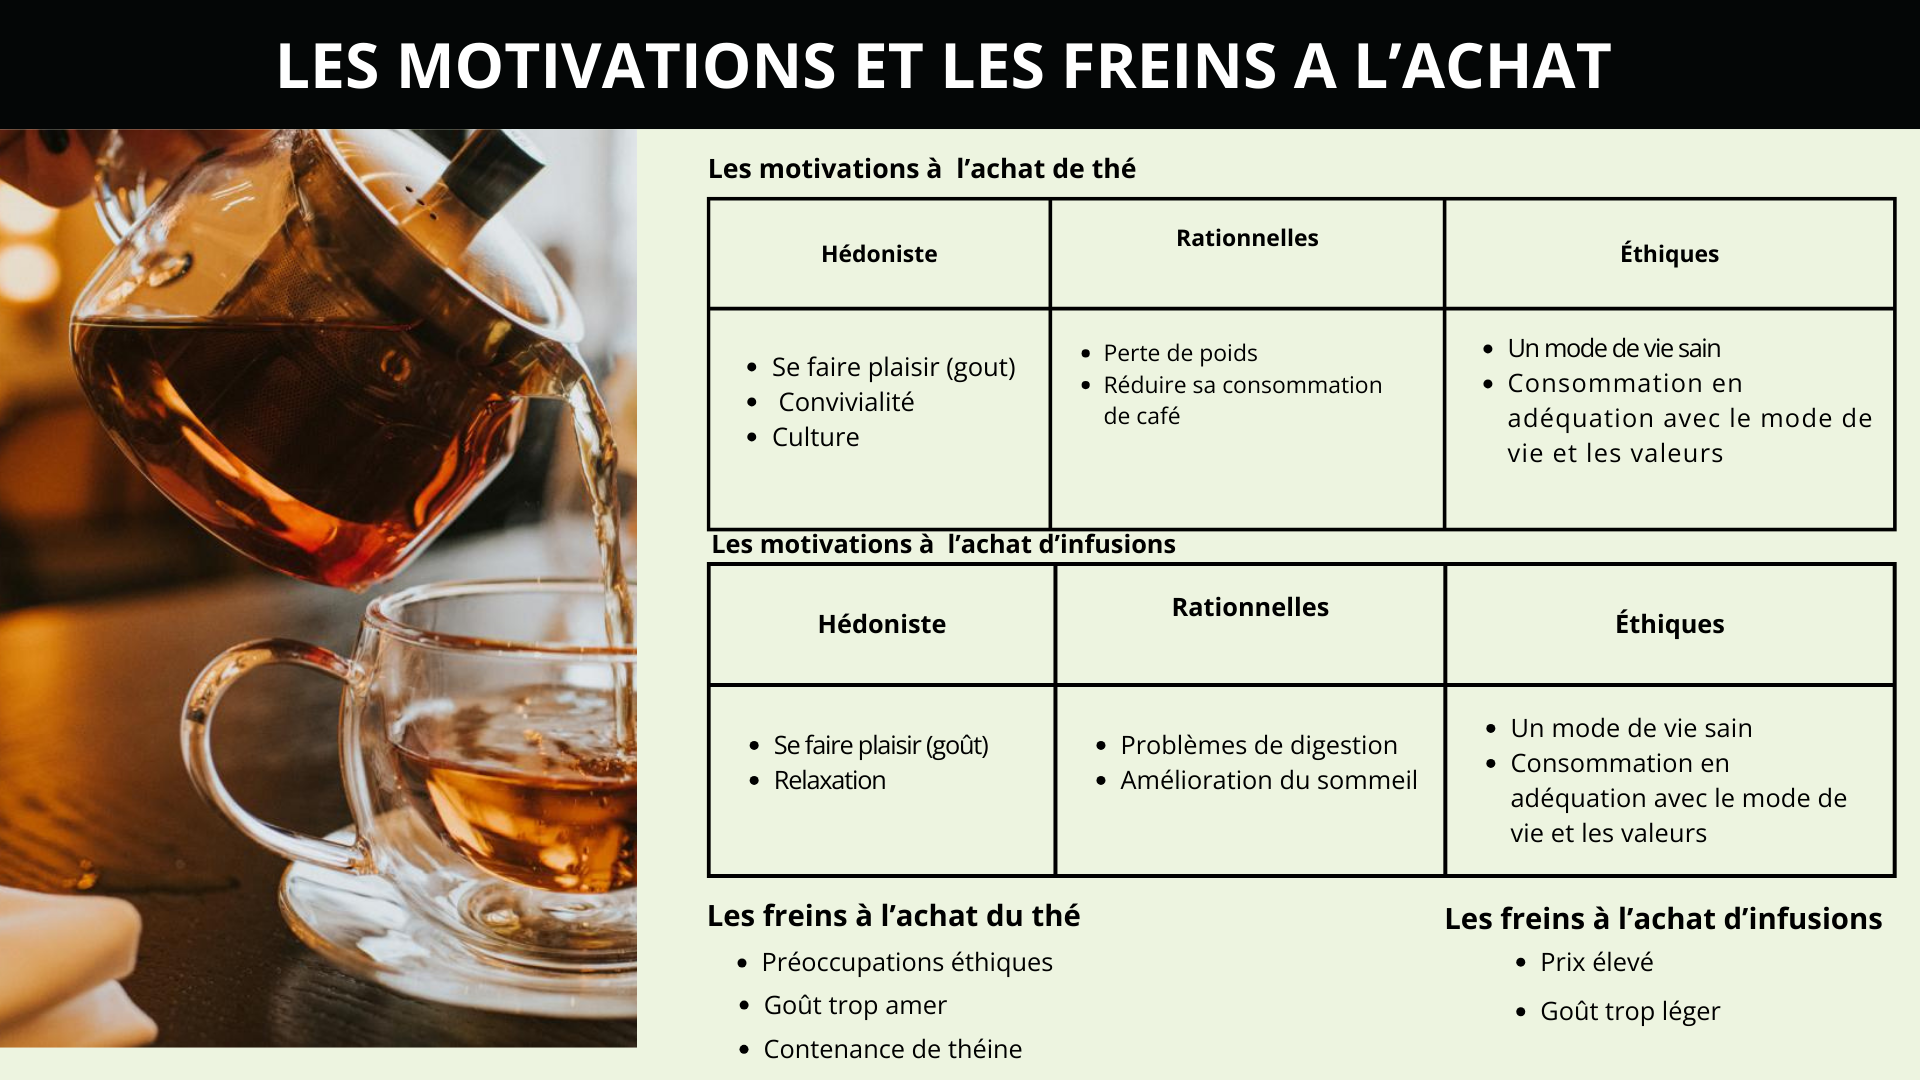 LES MOTIVATIONS ET LES FREINS A L’ACHAT
Les motivations à l’achat de thé
Hédoniste
Rationnelles
Éthiques
• Se faire plaisir (gout)
• Convivialité
• Culture
• Perte de poids
• Réduire sa consommation
de café
• Un mode de vie sain
• Consommation en
adéquation avec le mode de
vie et les valeurs
Les motivations à l’achat d’infusions
Hédoniste
Rationnelles
Éthiques
• Se faire plaisir (goût)
• Relaxation
• Problèmes de digestion
• Amélioration du sommeil
• Un mode de vie sain
• Consommation en
adéquation avec le mode de
vie et les valeurs
Les freins à l’achat du thé
• Préoccupations éthiques
• Goût trop amer
• Contenance de théine
Les freins à l’achat d’infusions
• Prix élevé
• Goût trop léger